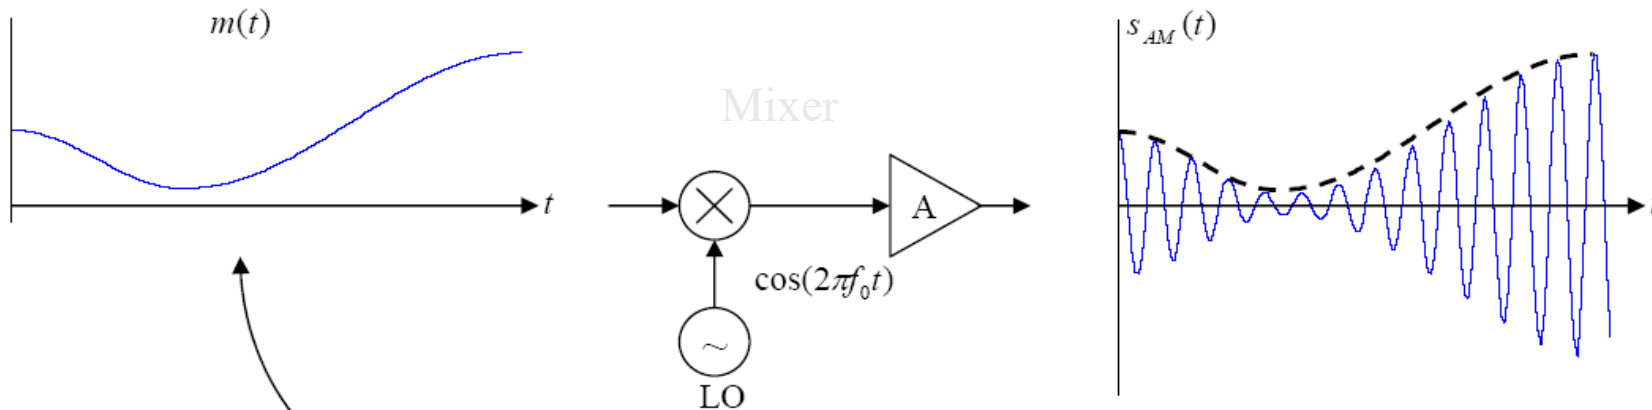 m(t)
t
Mixer
A
cos(2πf₀t)
~
LO
s_AM(t)